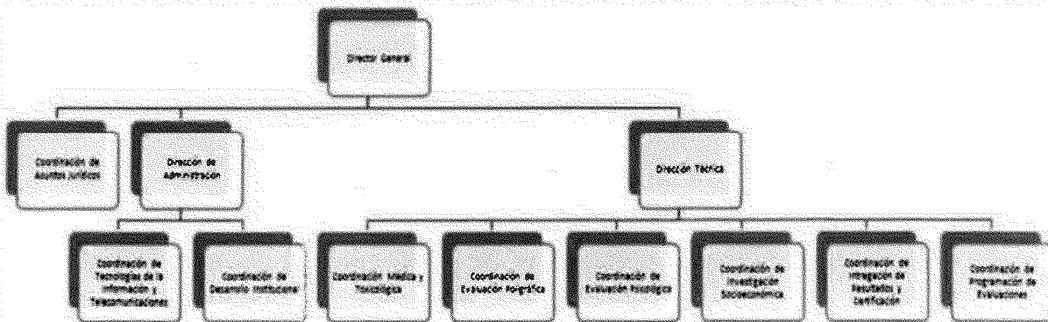 Director General
Coordinación de
Asuntos Jurídicos
Dirección de
Administración
Dirección Técnica
Coordinación de
Tecnologías de la
Información y
Telecomunicaciones
Coordinación de
Desarrollo Institucional
Coordinación Médica y
Toxicológica
Coordinación de
Evaluación Poligráfica
Coordinación de
Evaluación Psicológica
Coordinación de
Investigación
Socioeconómica
Coordinación de
Intregación de
Resultados y
Certificación
Coordinación de
Programación de
Evaluaciones